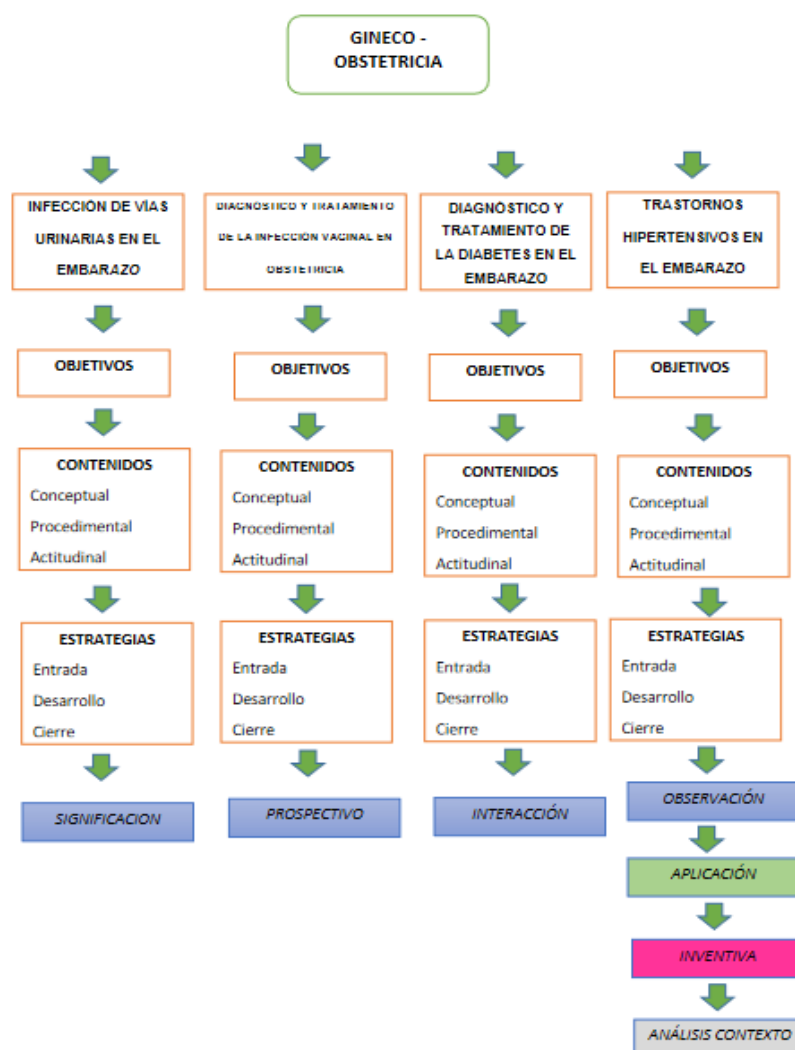 GINECO -
OBSTETRICIA
INFECCIÓN DE VÍAS
URINARIAS EN EL
EMBARAZO
DIAGNÓSTICO Y TRATAMIENTO
DE LA INFECCIÓN VAGINAL EN
OBSTETRICIA
DIAGNÓSTICO Y
TRATAMIENTO DE
LA DIABETES EN EL
EMBARAZO
TRASTORNOS
HIPERTENSIVOS EN
EL EMBARAZO
OBJETIVOS
OBJETIVOS
OBJETIVOS
OBJETIVOS
CONTENIDOS
Conceptual
Procedimental
Actitudinal
CONTENIDOS
Conceptual
Procedimental
Actitudinal
CONTENIDOS
Conceptual
Procedimental
Actitudinal
CONTENIDOS
Conceptual
Procedimental
Actitudinal
ESTRATEGIAS
Entrada
Desarrollo
Cierre
ESTRATEGIAS
Entrada
Desarrollo
Cierre
ESTRATEGIAS
Entrada
Desarrollo
Cierre
ESTRATEGIAS
Entrada
Desarrollo
Cierre
SIGNIFICACION
PROSPECTIVO
INTERACCIÓN
OBSERVACIÓN
APLICACIÓN
INVENTIVA
ANÁLISIS CONTEXTO